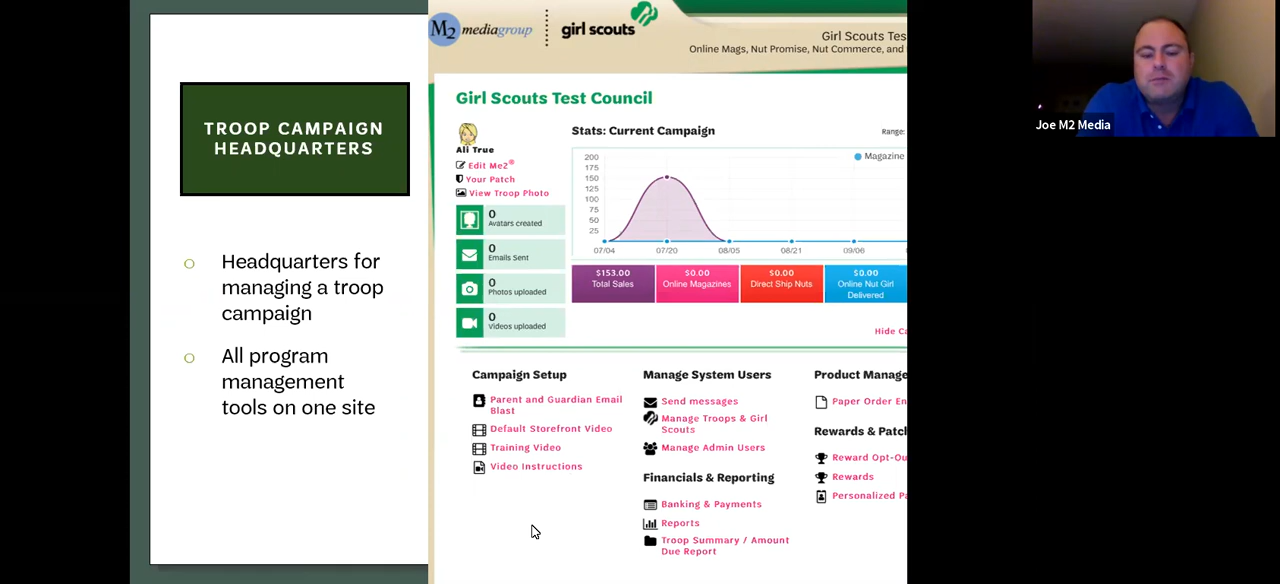 TROOP CAMPAIGN
HEADQUARTERS
Headquarters for
managing a troop
campaign
All program
management
tools on one site
M2 mediagroup
girl scouts
Girl Scouts Tes
Online Mags, Nut Promise, Nut Commerce, and
Girl Scouts Test Council
Ali True
Edit Me2®
Your Patch
View Troop Photo
0
Avatars created
0
Emails Sent
0
Photos uploaded
0
Videos uploaded
Stats: Current Campaign
Range:
Magazine
200
175
150
125
100
75
50
25
07/04 07/20 08/05 08/21 09/06
$153.00
Total Sales
$0.00
Online Magazines
$0.00
Direct Ship Nuts
$0.00
Online Nut Girl
Delivered
Hide Ca
Campaign Setup
Parent and Guardian Email
Blast
Default Storefront Video
Training Video
Video Instructions
Manage System Users
Send messages
Manage Troops & Girl
Scouts
Manage Admin Users
Financials & Reporting
Banking & Payments
Reports
Troop Summary / Amount
Due Report
Product Manage
Paper Order En
Rewards & Patch
Reward Opt-Ou
Rewards
Personalized Pa
Joe M2 Media